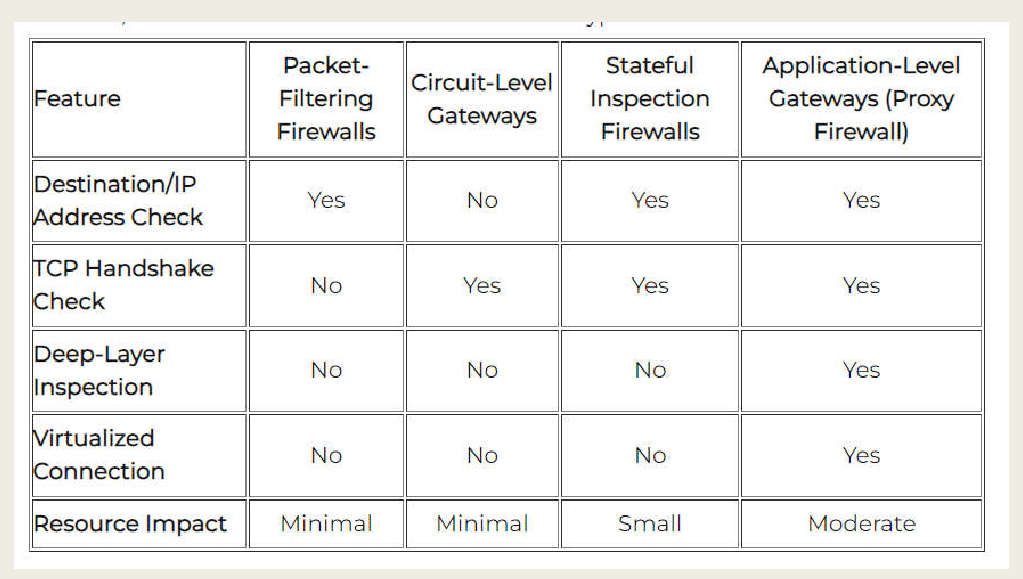 Feature
Packet-
Filtering
Firewalls
Circuit-Level
Gateways
Stateful
Inspection
Firewalls
Application-Level
Gateways (Proxy
Firewall)
Destination/IP
Address Check
Yes
No
Yes
Yes
TCP Handshake
Check
No
Yes
Yes
Yes
Deep-Layer
Inspection
No
No
No
Yes
Virtualized
Connection
No
No
No
Yes
Resource Impact
Minimal
Minimal
Small
Moderate